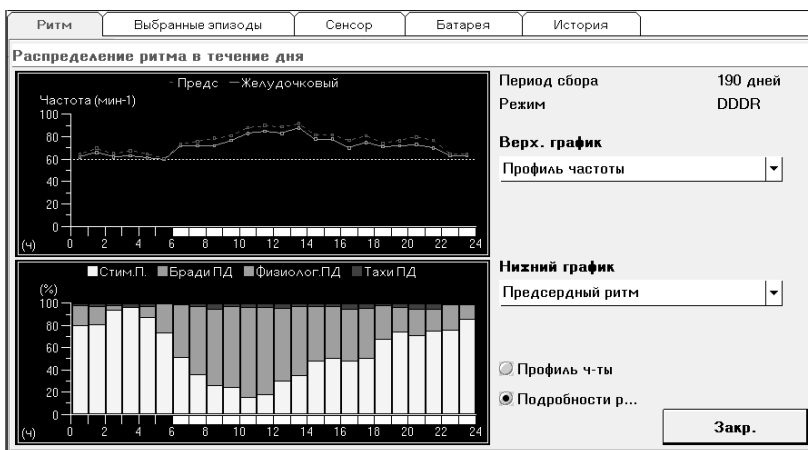 Ритм Выбранные эпизоды Сенсор Батарея История
Распределение ритма в течение дня
Предс Желудочковый
Частота (мин-1)
100
80
60
40
20
0
(ч) 0 2 4 6 8 10 12 14 16 18 20 22 24
Стим.П. Бради ПД Физиолог.ПД Тахи ПД
(%)
100
80
60
40
20
0
(ч) 0 2 4 6 8 10 12 14 16 18 20 22 24
Период сбора 190 дней
Режим DDDR
Верх. график
Профиль частоты
Нижний график
Предсердный ритм
Профиль ч-ты
Подробности р...
Закр.